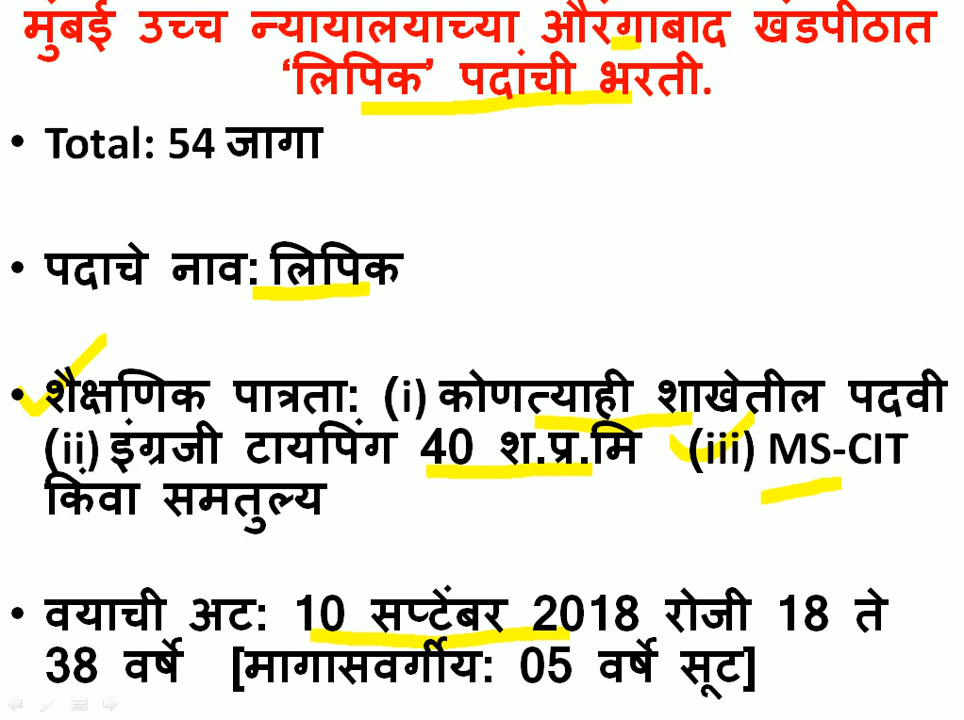 मुंबई उच्च न्यायालयाच्या औरंगाबाद खंडपीठात
‘लिपिक’ पदांची भरती.
• Total: 54 जागा
• पदाचे नाव: लिपिक
• शैक्षणिक पात्रता: (i) कोणत्याही शाखेतील पदवी
(ii) इंग्रजी टायपिंग 40 श.प्र.मि (iii) MS-CIT
किंवा समतुल्य
• वयाची अट: 10 सप्टेंबर 2018 रोजी 18 ते
38 वर्षे [मागासवर्गीय: 05 वर्षे सूट]